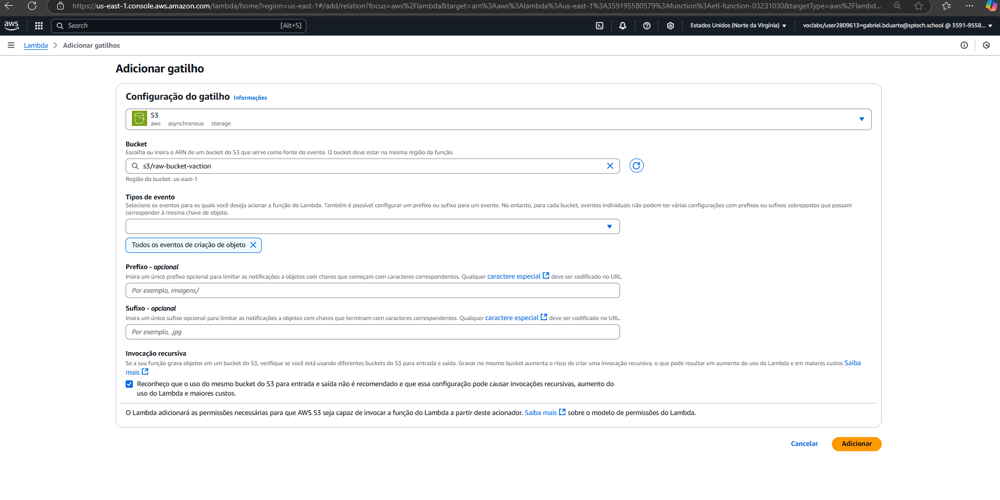 https://us-east-1.console.aws.amazon.com/lambda/home?region=us-east-1#/add/relation?focus=aws%2Flambda&target=arn%3Aaws%3Alambda%3Aus-east-1%3A359195580579%3Afunction%3Aetl-function-03231030&targetType=aws%2Flambd...
aws
Search
[Alt+S]
Estados Unidos (Norte da Virgínia)
voclabs/user2809613=gabriel.bduarte@sptech.school @ 3591-9558...
Lambda > Adicionar gatilhos
Adicionar gatilho
Configuração do gatilho Informações
S3
aws asynchronous storage
Bucket
Escolha ou insira o ARN de um bucket do S3 que serve como fonte do evento. O bucket deve estar na mesma região da função.
s3/raw-bucket-vaction
Região do bucket: us-east-1
Tipos de evento
Selecione os eventos para os quais você deseja acionar a função do Lambda. Também é possível configurar um prefixo ou sufixo para um evento. No entanto, para cada bucket, eventos individuais não podem ter várias configurações com prefixos ou sufixos sobrepostos que possam
corresponder à mesma chave de objeto.
Todos os eventos de criação de objeto
Prefixo - opcional
Insira um único prefixo opcional para limitar as notificações a objetos com chaves que começam com caracteres correspondentes. Qualquer caractere especial deve ser codificado no URL.
Por exemplo, imagens/
Sufixo - opcional
Insira um único sufixo opcional para limitar as notificações a objetos com chaves que terminam com caracteres correspondentes. Qualquer caractere especial deve ser codificado no URL.
Por exemplo, .jpg
Invocação recursiva
Se a sua função grava objetos em um bucket do S3, verifique se você está usando diferentes buckets do S3 para entrada e saída. Gravar no mesmo bucket aumenta o risco de criar uma invocação recursiva, o que pode resultar em aumento do uso do Lambda e em maiores custos Saiba
mais
Reconheço que o uso do mesmo bucket do S3 para entrada e saída não é recomendado e que essa configuração pode causar invocações recursivas, aumento do
uso do Lambda e maiores custos.
O Lambda adicionará as permissões necessárias para que AWS S3 seja capaz de invocar a função do Lambda a partir deste acionador. Saiba mais sobre o modelo de permissões do Lambda.
Cancelar
Adicionar